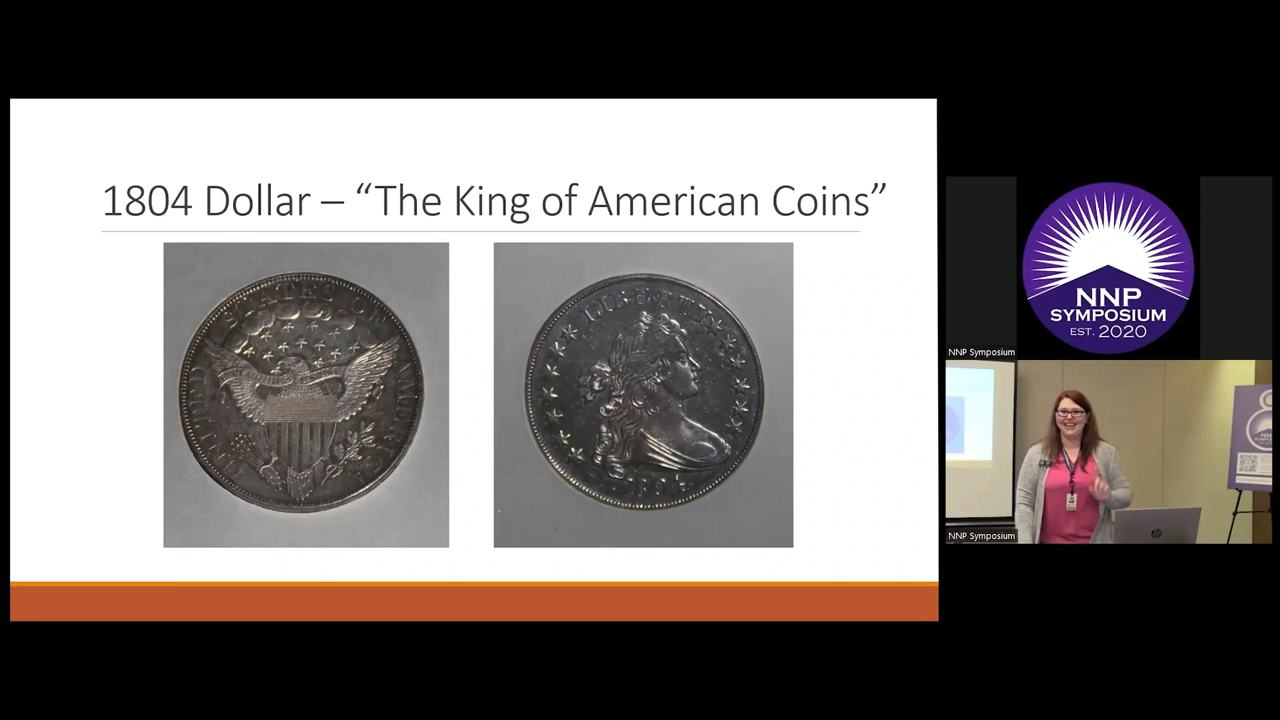 1804 Dollar – “The King of American Coins”
UNITED STATES OF AMERICA
LIBERTY
1804
NNP
SYMPOSIUM
EST. 2020
NNP Symposium
NNP Symposium